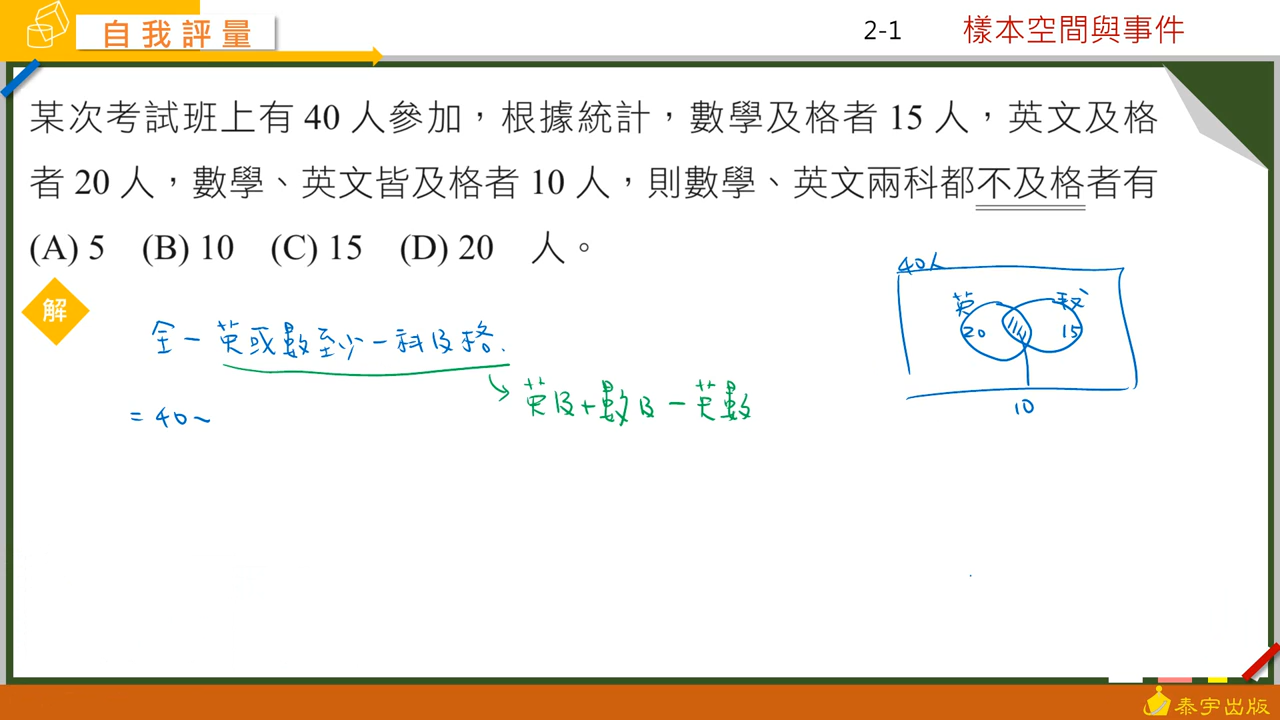 自我評量
2-1 樣本空間與事件
某次考試班上有 40 人參加，根據統計，數學及格者 15 人，英文及格
者 20 人，數學、英文皆及格者 10 人，則數學、英文兩科都不及格者有
(A) 5 (B) 10 (C) 15 (D) 20 人。
解
40人
英 數
20 15
10
全－英或數至少一科及格.
英及+數及－英數
= 40－
泰宇出版